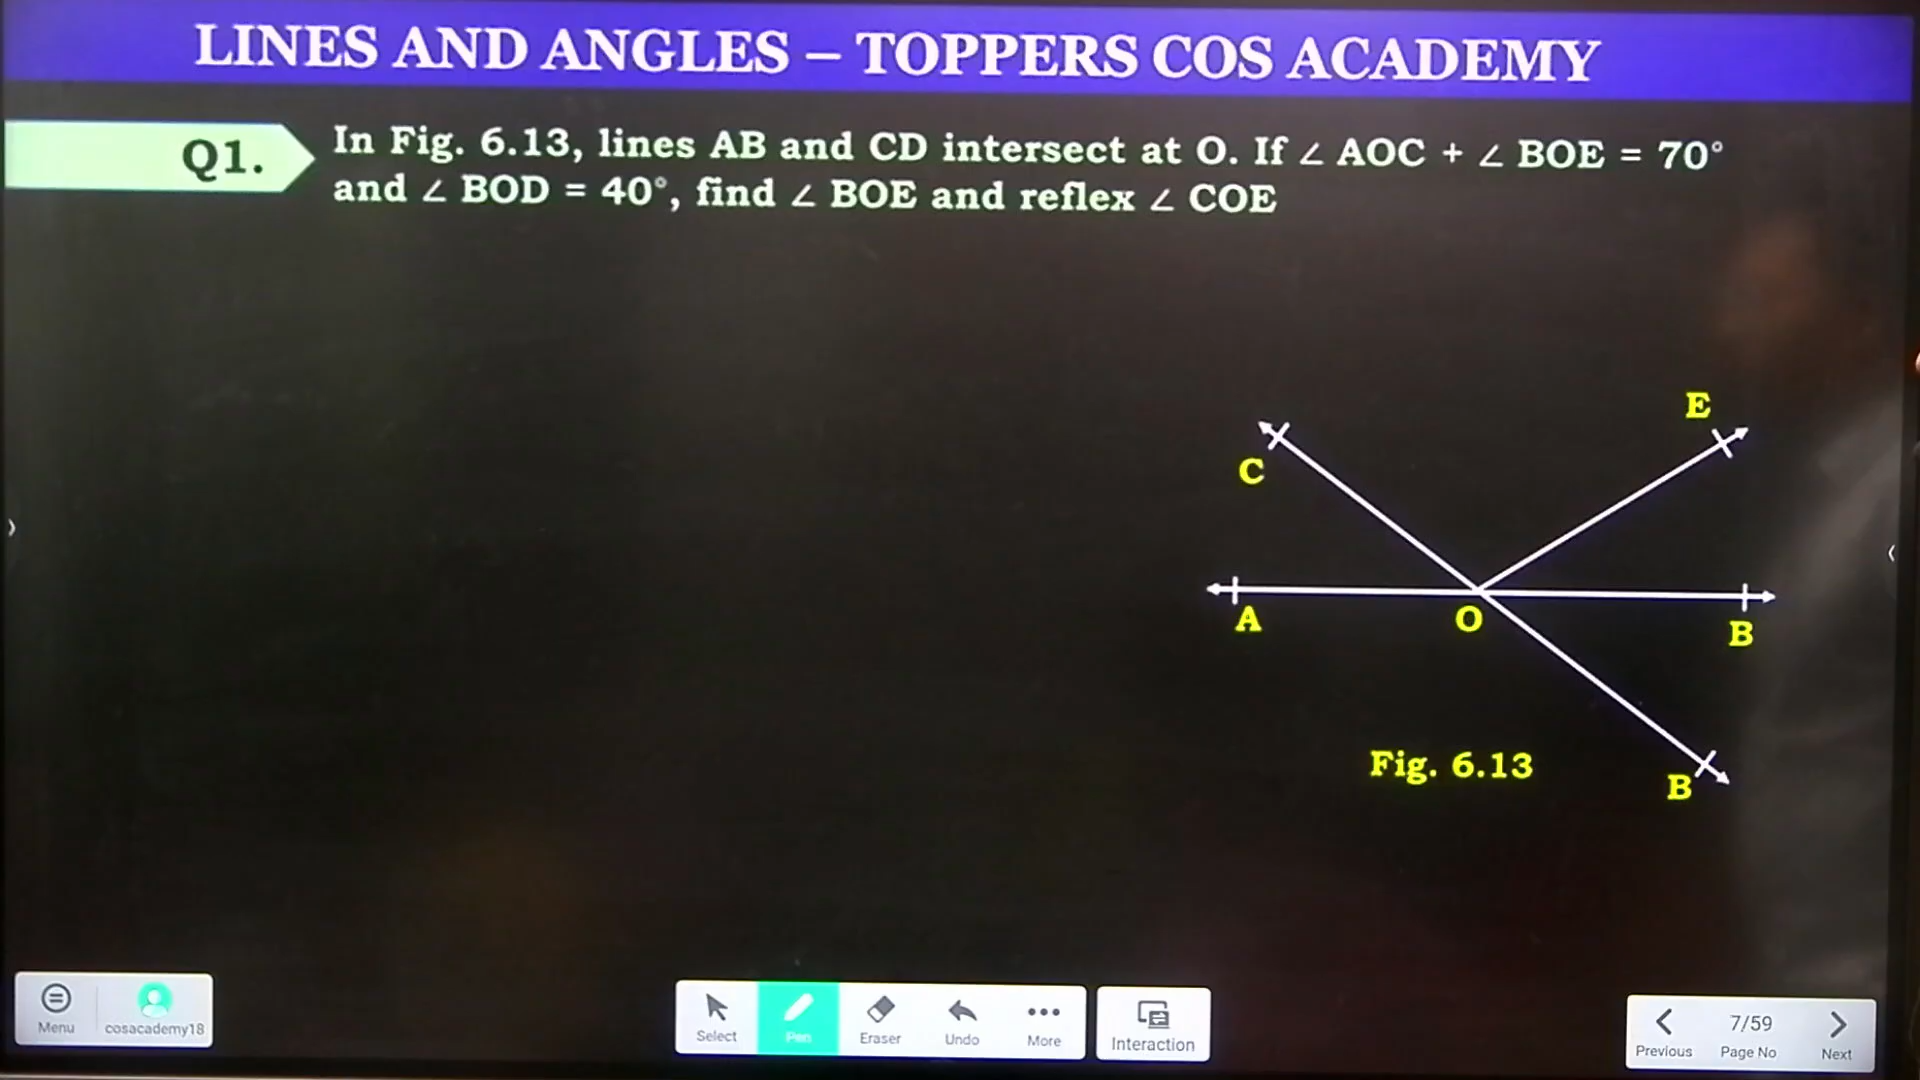 LINES AND ANGLES – TOPPERS COS ACADEMY
Q1.
In Fig. 6.13, lines AB and CD intersect at O. If ∠ AOC + ∠ BOE = 70°
and ∠ BOD = 40°, find ∠ BOE and reflex ∠ COE
E
C
A
O
B
Fig. 6.13
B
Menu
cosacademy18
Select
Pen
Eraser
Undo
More
Interaction
Previous
7/59
Page No
Next